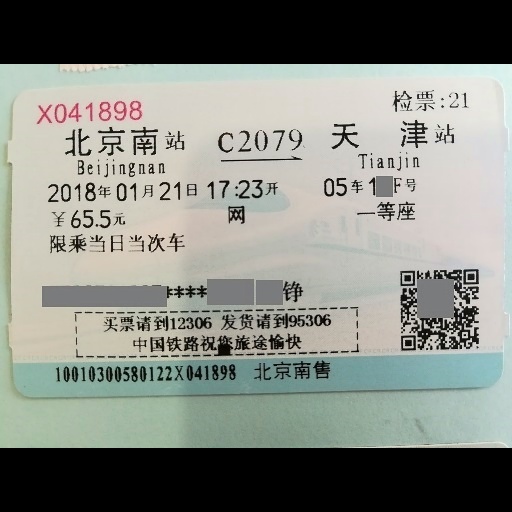 X041898
检票:21
北京南站 C2079 天津站
Beijingnan Tianjin
2018年01月21日 17:23开 05车1 F号
￥65.5元 网 一等座
限乘当日当次车
****铮
买票请到12306 发货请到95306
中国铁路祝您旅途愉快
10010300580122X041898 北京南售